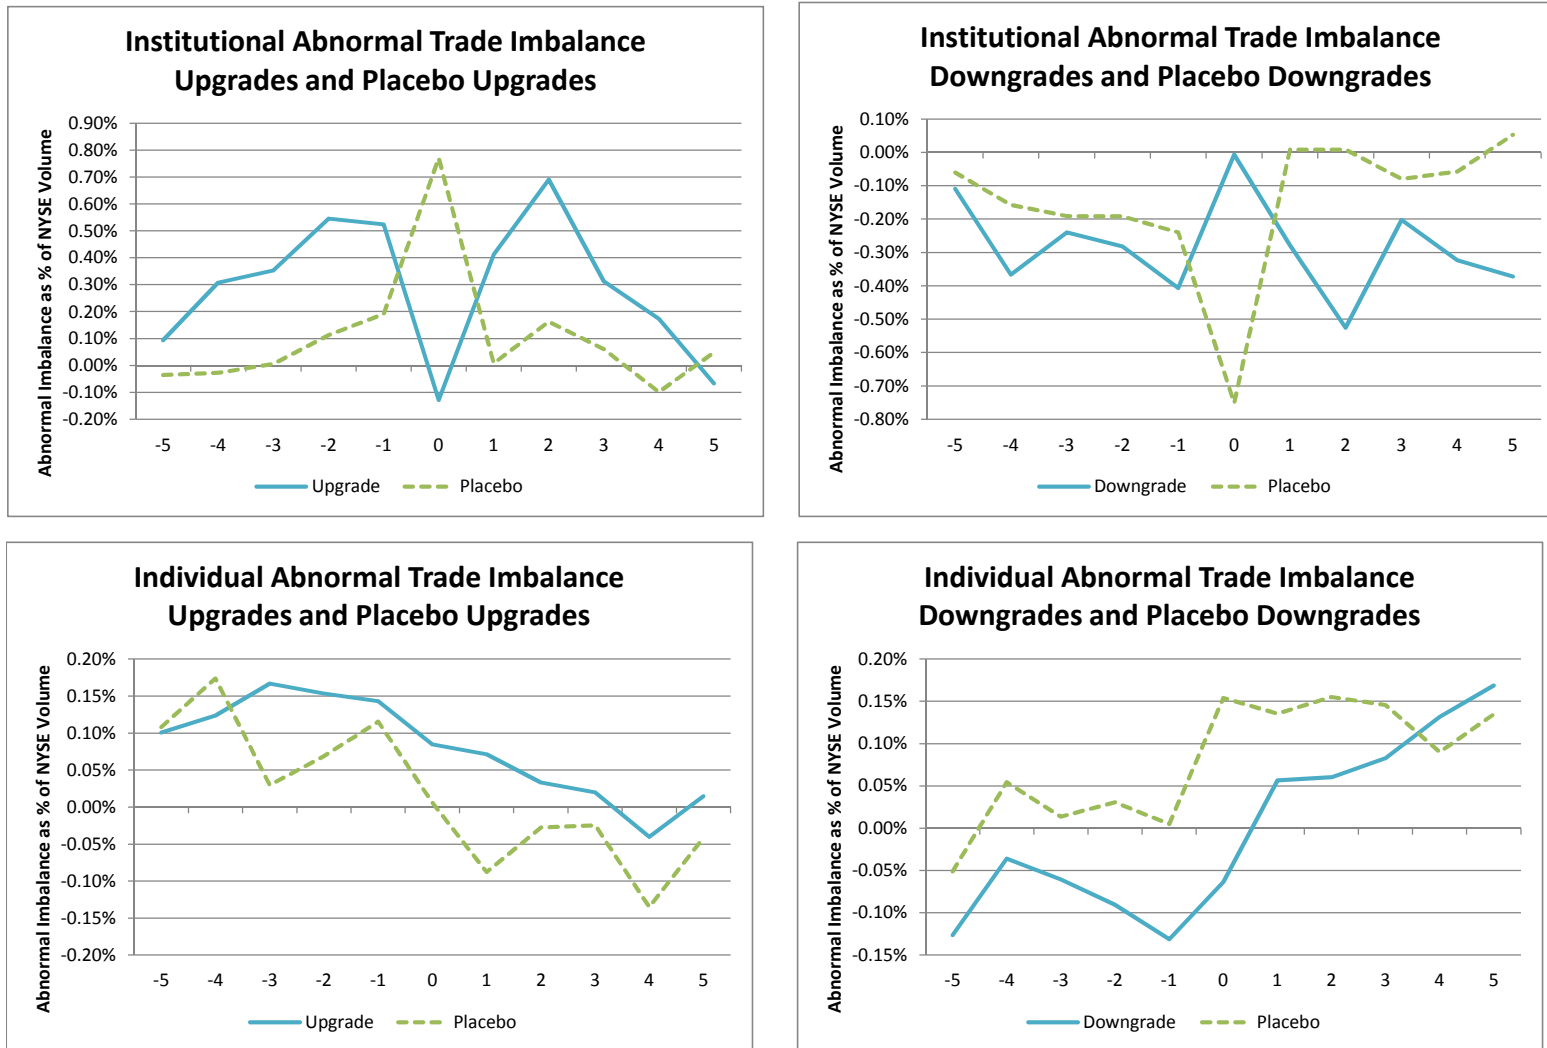 Institutional Abnormal Trade Imbalance
Upgrades and Placebo Upgrades
Abnormal Imbalance as % of NYSE Volume
0.90%
0.80%
0.70%
0.60%
0.50%
0.40%
0.30%
0.20%
0.10%
0.00%
-0.10%
-0.20%
-5 -4 -3 -2 -1 0 1 2 3 4 5
Upgrade Placebo
Institutional Abnormal Trade Imbalance
Downgrades and Placebo Downgrades
Abnormal Imbalance as % of NYSE Volume
0.10%
0.00%
-0.10%
-0.20%
-0.30%
-0.40%
-0.50%
-0.60%
-0.70%
-0.80%
-5 -4 -3 -2 -1 0 1 2 3 4 5
Downgrade Placebo
Individual Abnormal Trade Imbalance
Upgrades and Placebo Upgrades
Abnormal Imbalance as % of NYSE Volume
0.20%
0.15%
0.10%
0.05%
0.00%
-0.05%
-0.10%
-0.15%
-0.20%
-5 -4 -3 -2 -1 0 1 2 3 4 5
Upgrade Placebo
Individual Abnormal Trade Imbalance
Downgrades and Placebo Downgrades
Abnormal Imbalance as % of NYSE Volume
0.20%
0.15%
0.10%
0.05%
0.00%
-0.05%
-0.10%
-0.15%
-5 -4 -3 -2 -1 0 1 2 3 4 5
Downgrade Placebo